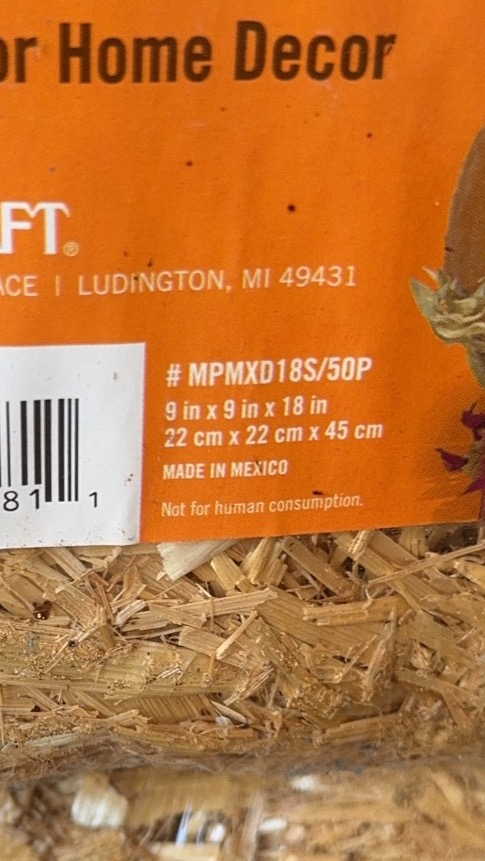 or Home Decor
FT®
ACE | LUDINGTON, MI 49431
# MPMXD18S/50P
9 in x 9 in x 18 in
22 cm x 22 cm x 45 cm
MADE IN MEXICO
Not for human consumption.
81 1